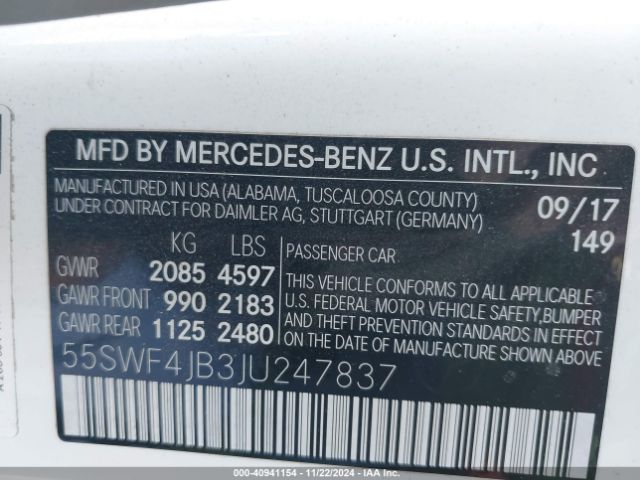 MFD BY MERCEDES-BENZ U.S. INTL., INC
MANUFACTURED IN USA (ALABAMA, TUSCALOOSA COUNTY)
UNDER CONTRACT FOR DAIMLER AG, STUTTGART (GERMANY)
09/17
149
KG LBS
GVWR 2085 4597
GAWR FRONT 990 2183
GAWR REAR 1125 2480
PASSENGER CAR
THIS VEHICLE CONFORMS TO ALL APPLICABLE
U.S. FEDERAL MOTOR VEHICLE SAFETY,BUMPER
AND THEFT PREVENTION STANDARDS IN EFFECT
ON THE DATE OF MANUFACTURE SHOWN ABOVE.
55SWF4JB3JU247837
000-40941154 - 11/22/2024 - IAA Inc.